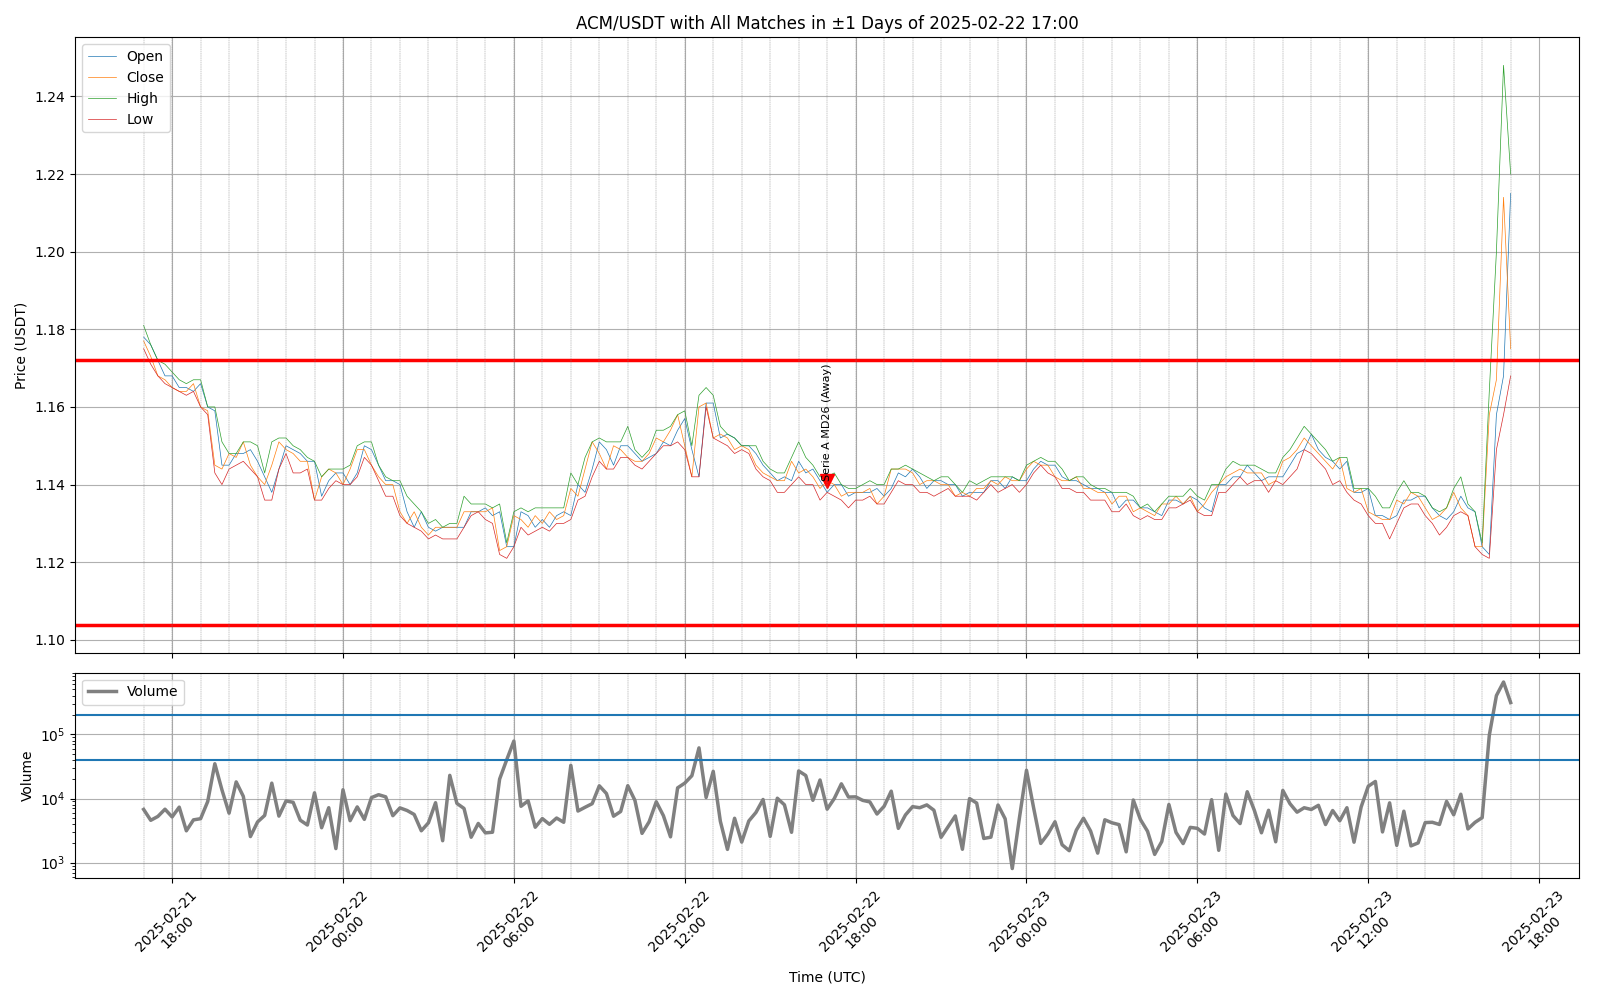 ACM/USDT with All Matches in ±1 Days of 2025-02-22 17:00
Open
Close
High
Low
Price (USDT)
1.24
1.22
1.20
1.18
1.16
1.14
1.12
1.10
Serie A MD26 (Away)
Volume
Volume
10^5
10^4
10^3
2025-02-21
18:00
2025-02-22
00:00
2025-02-22
06:00
2025-02-22
12:00
2025-02-22
18:00
2025-02-23
00:00
2025-02-23
06:00
2025-02-23
12:00
2025-02-23
18:00
Time (UTC)